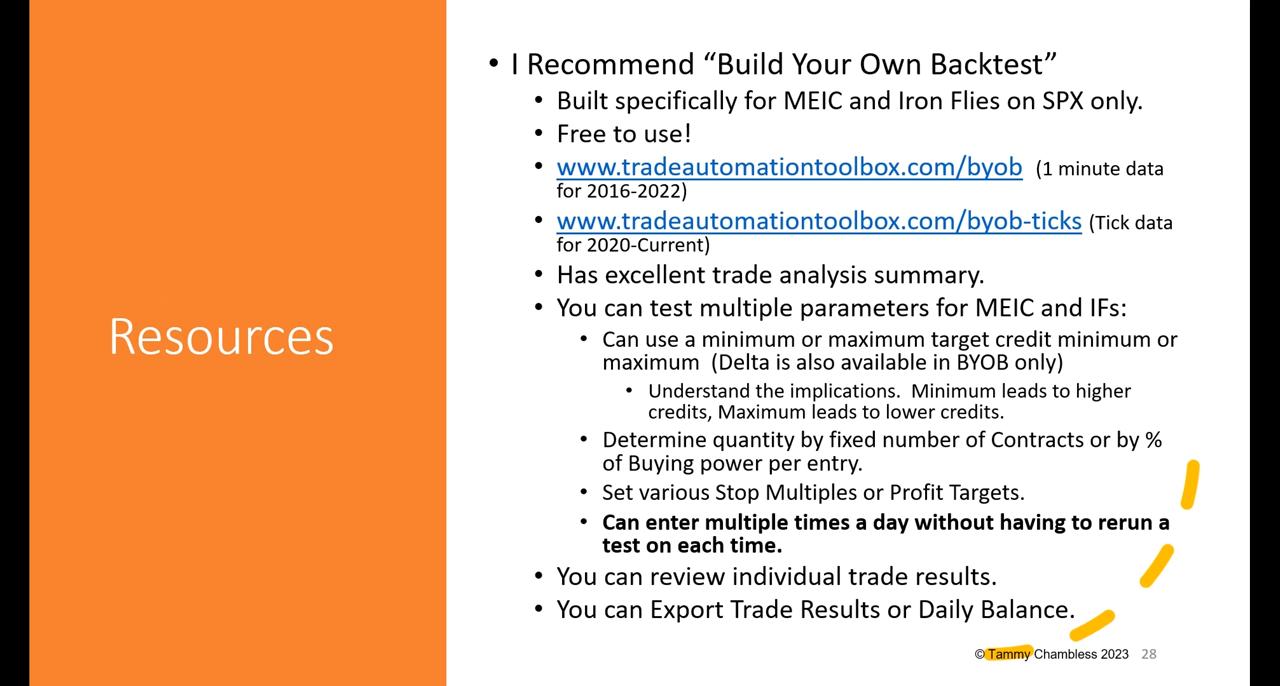 Resources
• I Recommend “Build Your Own Backtest”
• Built specifically for MEIC and Iron Flies on SPX only.
• Free to use!
• www.tradeautomationtoolbox.com/byob (1 minute data
for 2016-2022)
• www.tradeautomationtoolbox.com/byob-ticks (Tick data
for 2020-Current)
• Has excellent trade analysis summary.
• You can test multiple parameters for MEIC and IFs:
• Can use a minimum or maximum target credit minimum or
maximum (Delta is also available in BYOB only)
• Understand the implications. Minimum leads to higher
credits, Maximum leads to lower credits.
• Determine quantity by fixed number of Contracts or by %
of Buying power per entry.
• Set various Stop Multiples or Profit Targets.
• Can enter multiple times a day without having to rerun a
test on each time.
• You can review individual trade results.
• You can Export Trade Results or Daily Balance.
© Tammy Chambless 2023 28